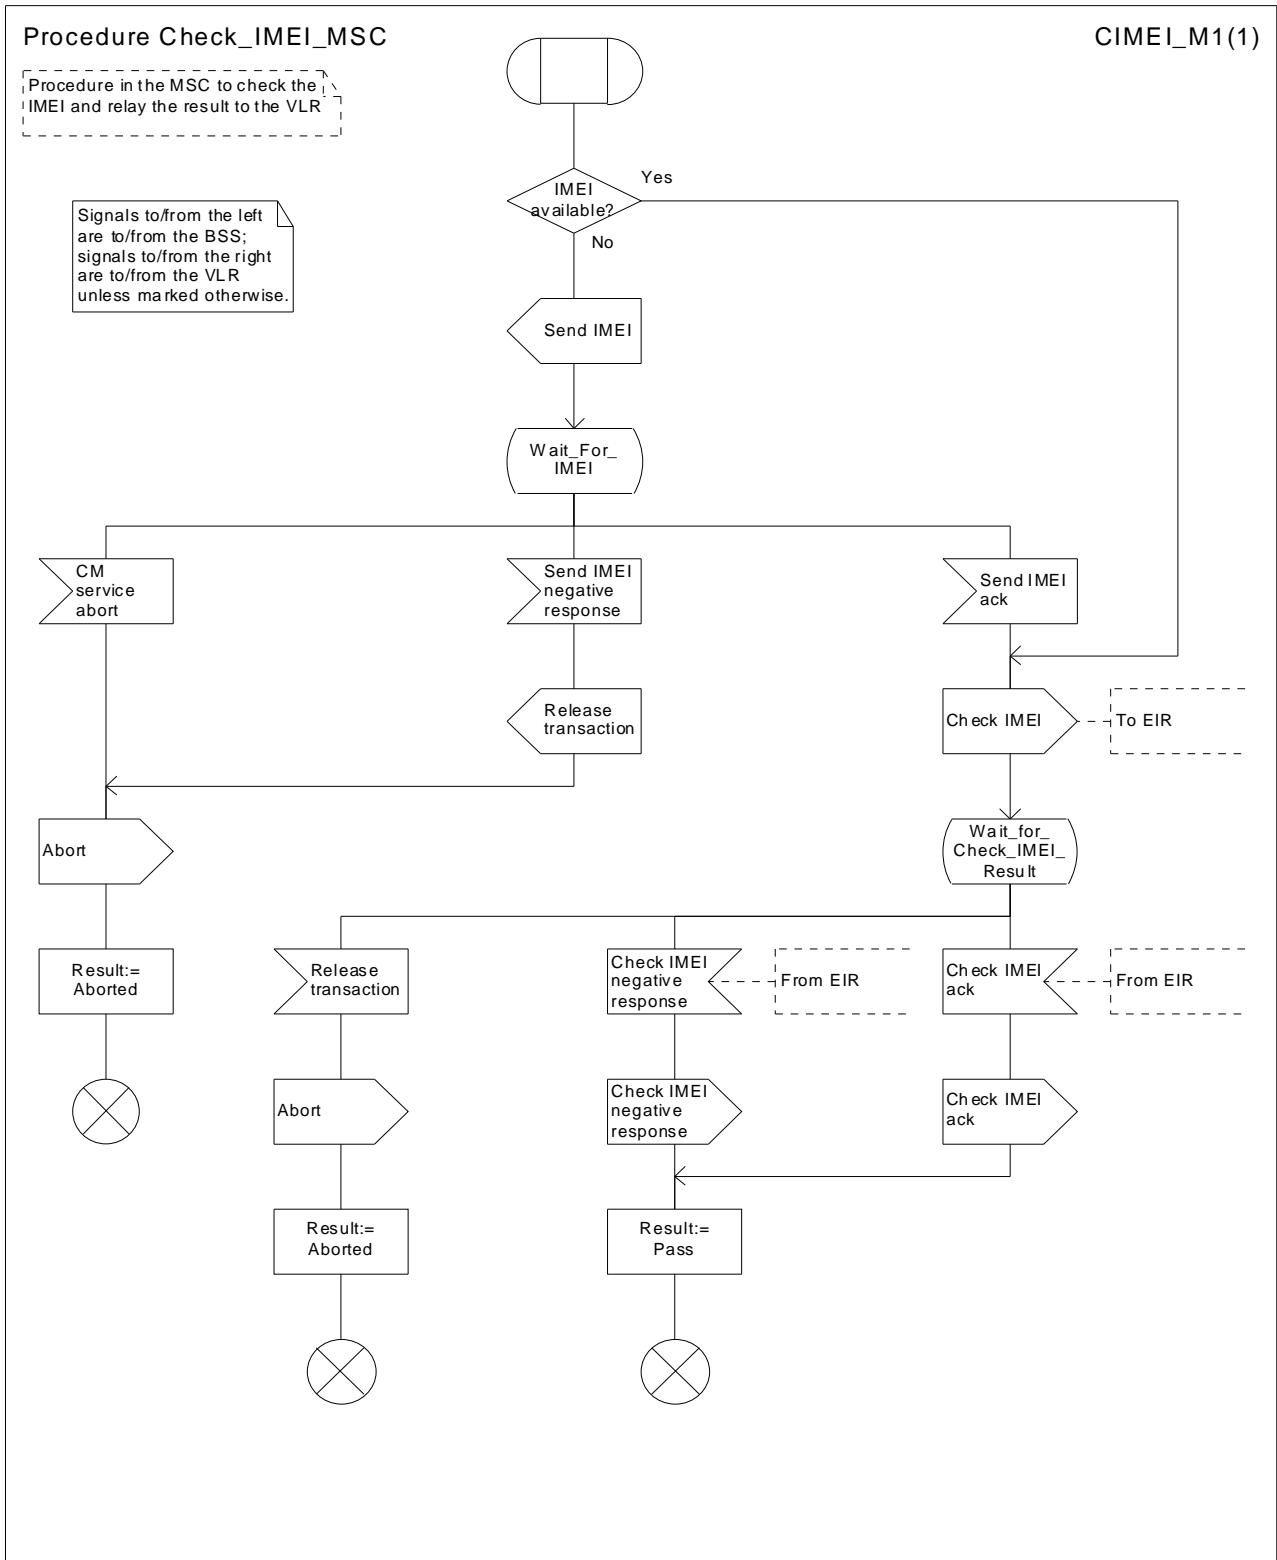 Procedure Check_IMEI_MSC
CIMEI_M1(1)
Procedure in the MSC to check the
IMEI and relay the result to the VLR
Signals to/from the left
are to/from the BSS;
signals to/from the right
are to/from the VLR
unless marked otherwise.
IMEI
available?
Yes
No
Send IMEI
Wait_For_
IMEI
CM
service
abort
Send IMEI
negative
response
Send IMEI
ack
Release
transaction
Check IMEI
To EIR
Abort
Wait_for_
Check_IMEI_
Result
Result:=
Aborted
Release
transaction
Check IMEI
negative
response
From EIR
Check IMEI
ack
From EIR
Abort
Check IMEI
negative
response
Check IMEI
ack
Result:=
Aborted
Result:=
Pass